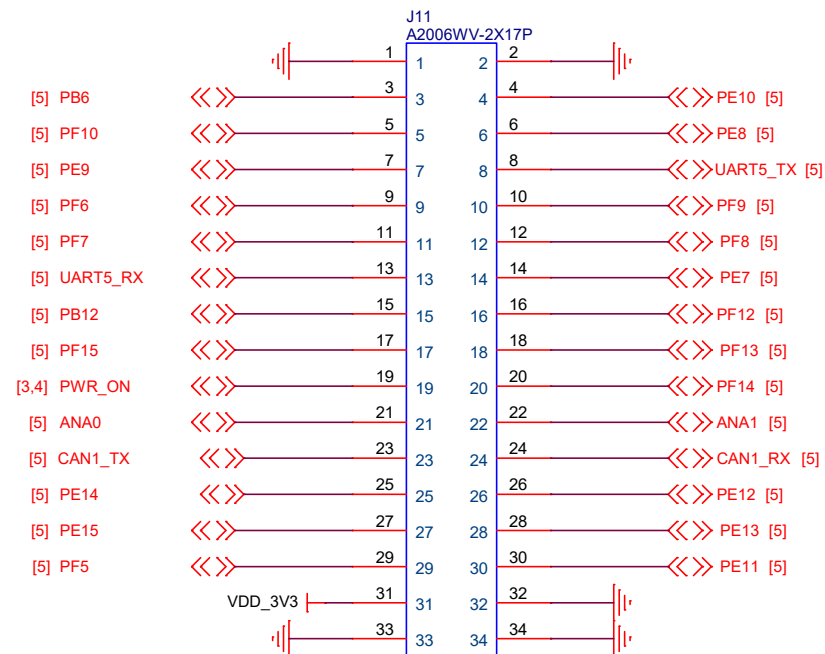 J11
A2006WV-2X17P
1 1 2 2
[5] PB6 3 3 4 4 PE10 [5]
[5] PF10 5 5 6 6 PE8 [5]
[5] PE9 7 7 8 8 UART5_TX [5]
[5] PF6 9 9 10 10 PF9 [5]
[5] PF7 11 11 12 12 PF8 [5]
[5] UART5_RX 13 13 14 14 PE7 [5]
[5] PB12 15 15 16 16 PF12 [5]
[5] PF15 17 17 18 18 PF13 [5]
[3,4] PWR_ON 19 19 20 20 PF14 [5]
[5] ANA0 21 21 22 22 ANA1 [5]
[5] CAN1_TX 23 23 24 24 CAN1_RX [5]
[5] PE14 25 25 26 26 PE12 [5]
[5] PE15 27 27 28 28 PE13 [5]
[5] PF5 29 29 30 30 PE11 [5]
VDD_3V3 31 31 32 32
33 33 34 34